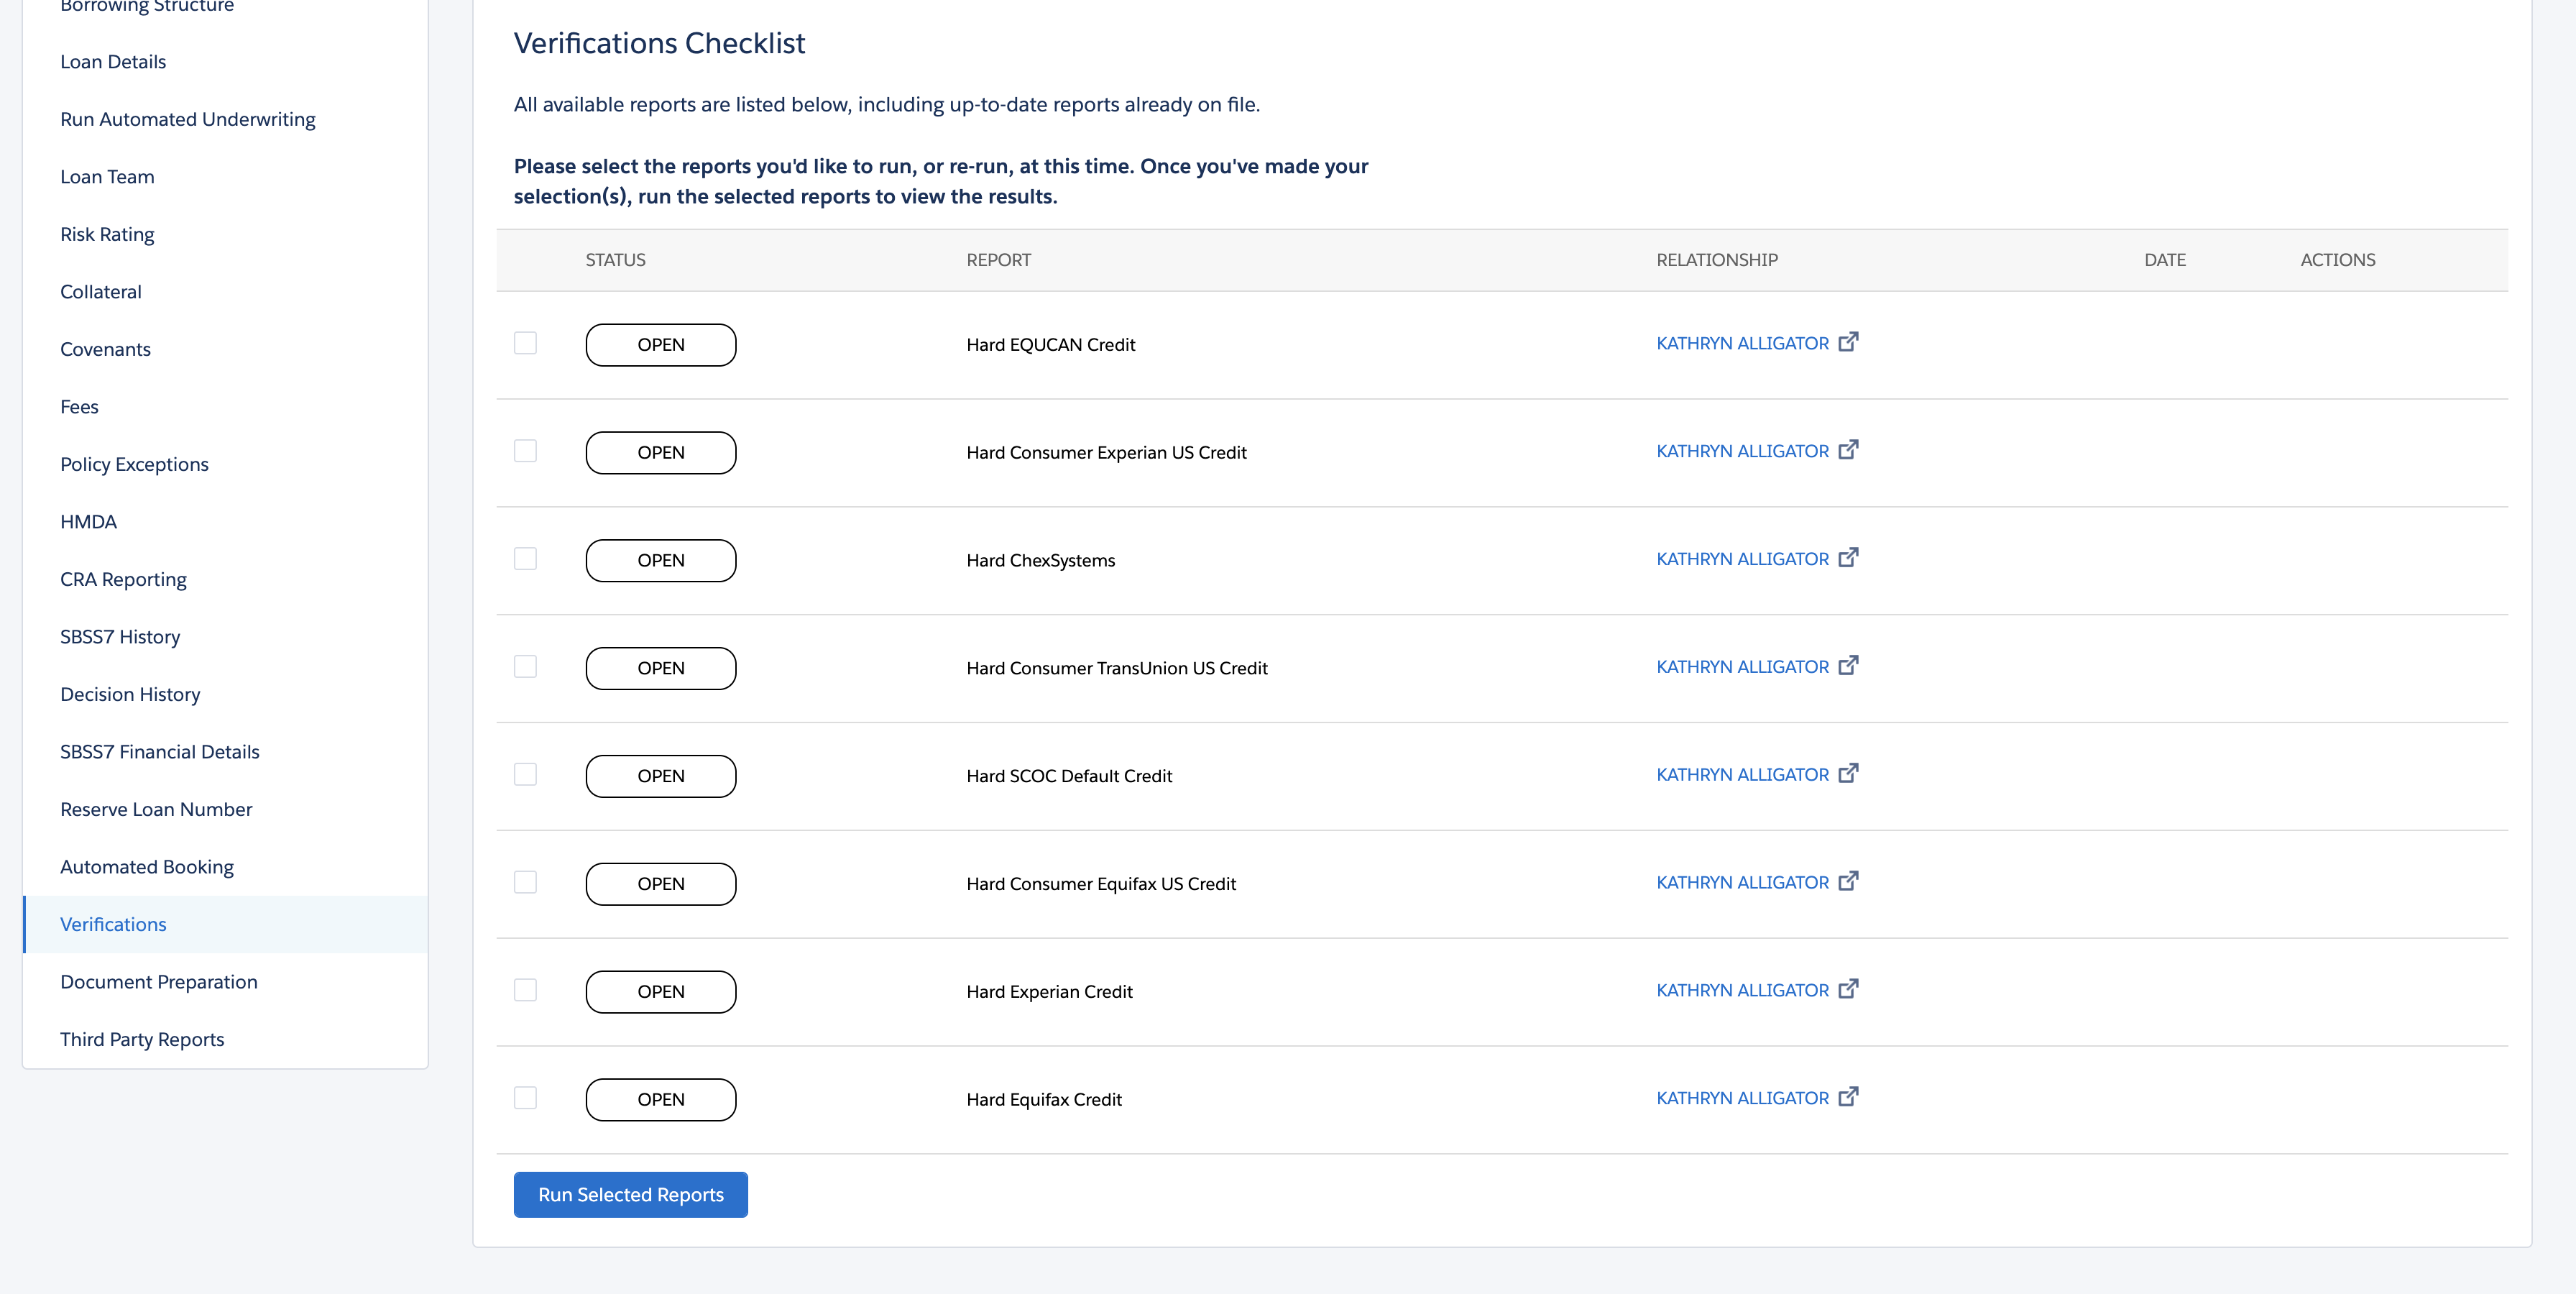 Borrowing Structure
Loan Details
Run Automated Underwriting
Loan Team
Risk Rating
Collateral
Covenants
Fees
Policy Exceptions
HMDA
CRA Reporting
SBSS7 History
Decision History
SBSS7 Financial Details
Reserve Loan Number
Automated Booking
Verifications
Document Preparation
Third Party Reports
Verifications Checklist
All available reports are listed below, including up-to-date reports already on file.
Please select the reports you'd like to run, or re-run, at this time. Once you've made your
selection(s), run the selected reports to view the results.
STATUS REPORT RELATIONSHIP DATE ACTIONS
OPEN Hard EQUCAN Credit KATHRYN ALLIGATOR
OPEN Hard Consumer Experian US Credit KATHRYN ALLIGATOR
OPEN Hard ChexSystems KATHRYN ALLIGATOR
OPEN Hard Consumer TransUnion US Credit KATHRYN ALLIGATOR
OPEN Hard SCOC Default Credit KATHRYN ALLIGATOR
OPEN Hard Consumer Equifax US Credit KATHRYN ALLIGATOR
OPEN Hard Experian Credit KATHRYN ALLIGATOR
OPEN Hard Equifax Credit KATHRYN ALLIGATOR
Run Selected Reports